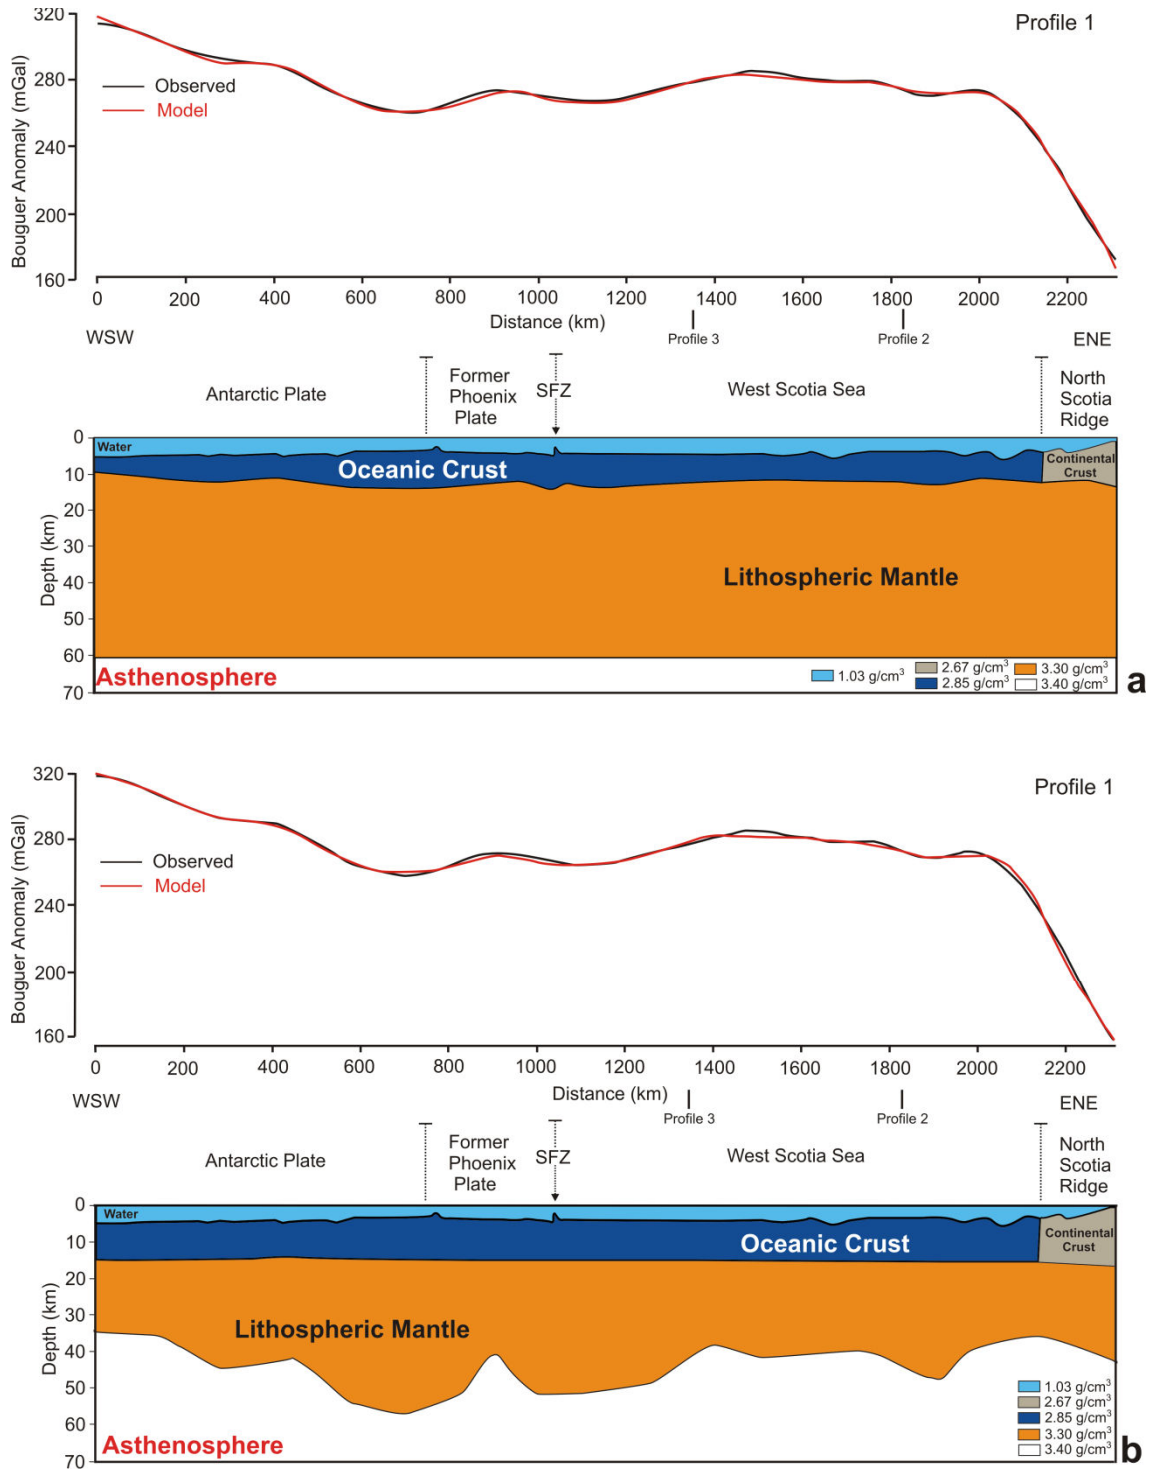 Profile 1
320
280
240
200
160
Bouguer Anomaly (mGal)
Observed
Model
0 200 400 600 800 1000 1200 1400 1600 1800 2000 2200
Distance (km)
WSW
Profile 3
Profile 2
ENE
Antarctic Plate
Former
Phoenix
Plate
SFZ
West Scotia Sea
North
Scotia
Ridge
0
10
20
30
40
50
60
70
Depth (km)
Water
Oceanic Crust
Continental
Crust
Lithospheric Mantle
Asthenosphere
1.03 g/cm³
2.67 g/cm³
2.85 g/cm³
3.30 g/cm³
3.40 g/cm³
a
Profile 1
320
280
240
200
160
Bouguer Anomaly (mGal)
Observed
Model
0 200 400 600 800 1000 1200 1400 1600 1800 2000 2200
Distance (km)
WSW
Profile 3
Profile 2
ENE
Antarctic Plate
Former
Phoenix
Plate
SFZ
West Scotia Sea
North
Scotia
Ridge
0
10
20
30
40
50
60
70
Depth (km)
Water
Oceanic Crust
Continental
Crust
Lithospheric Mantle
Asthenosphere
1.03 g/cm³
2.67 g/cm³
2.85 g/cm³
3.30 g/cm³
3.40 g/cm³
b